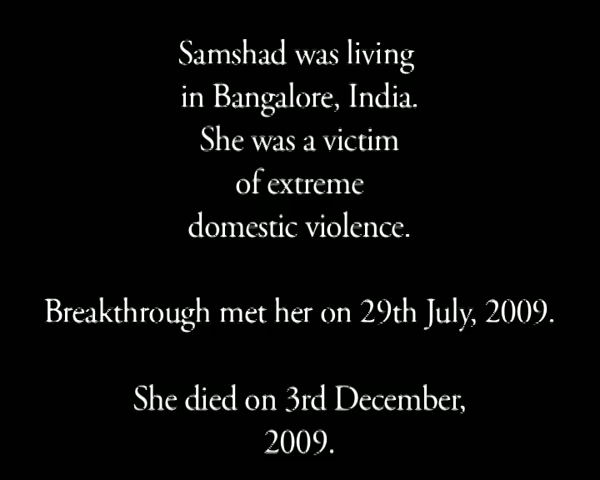 Samshad was living
in Bangalore, India.
She was a victim
of extreme
domestic violence.
Breakthrough met her on 29th July, 2009.
She died on 3rd December,
2009.